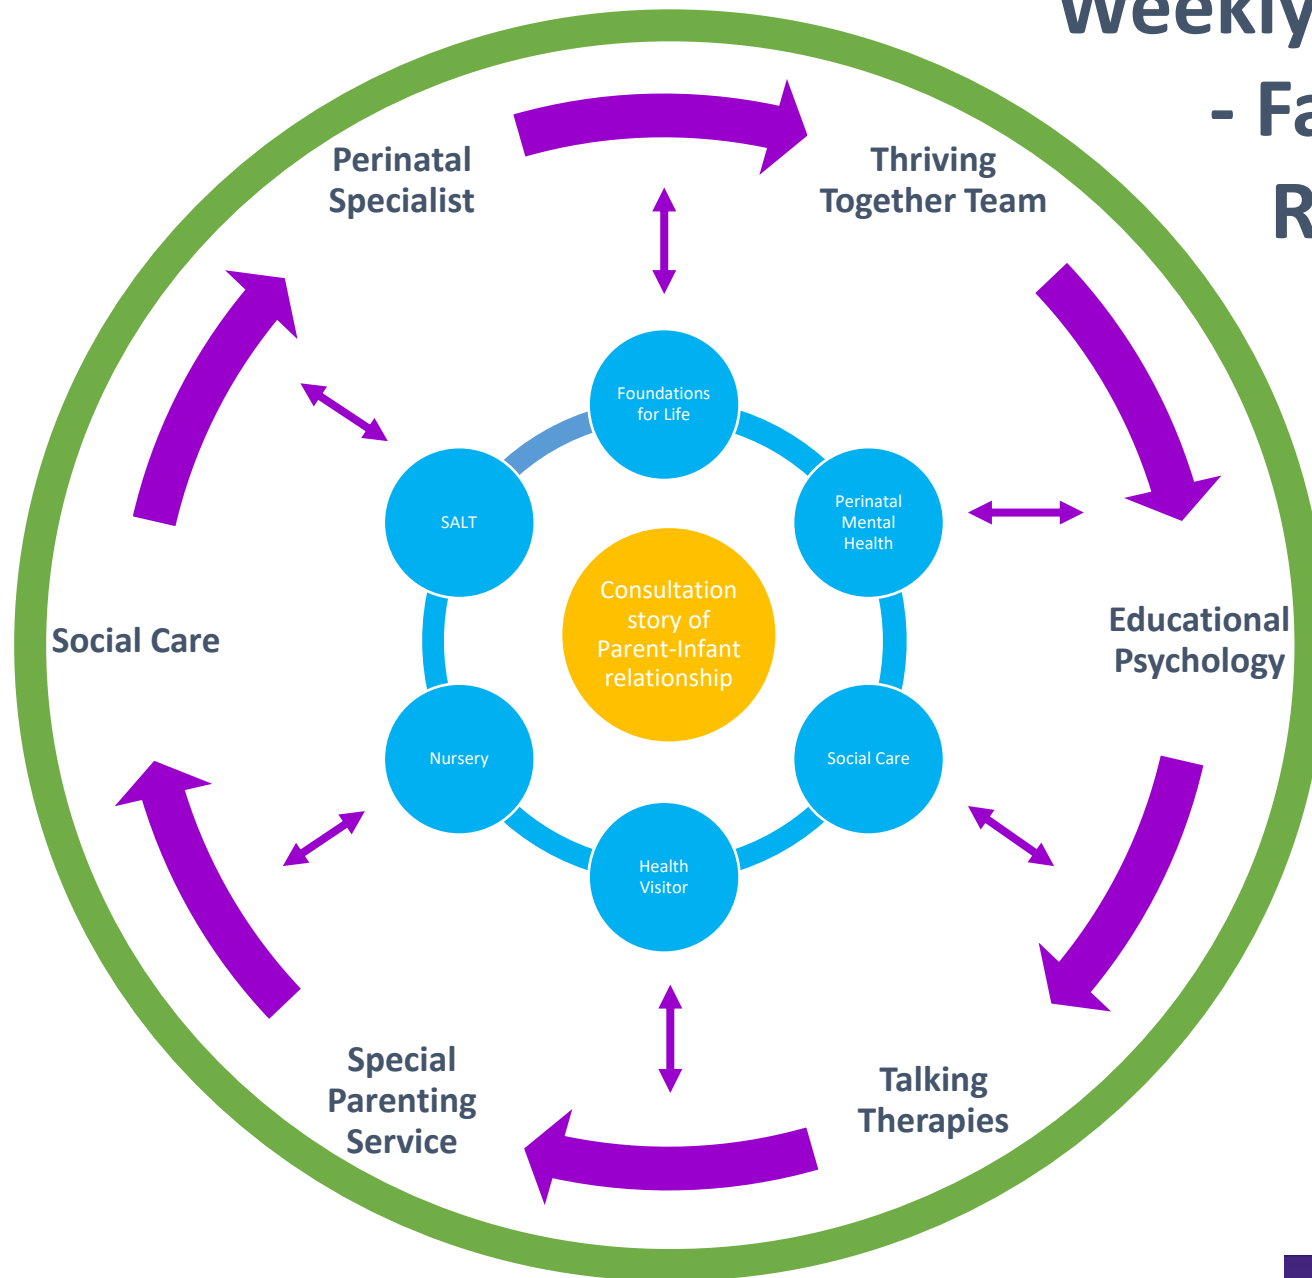 Weekly
- Fa
R
Perinatal
Specialist
Thriving
Together Team
Foundations
for Life
SALT
Perinatal
Mental
Health
Consultation
story of
Parent-Infant
relationship
Social Care
Educational
Psychology
Nursery
Social Care
Health
Visitor
Special
Parenting
Service
Talking
Therapies